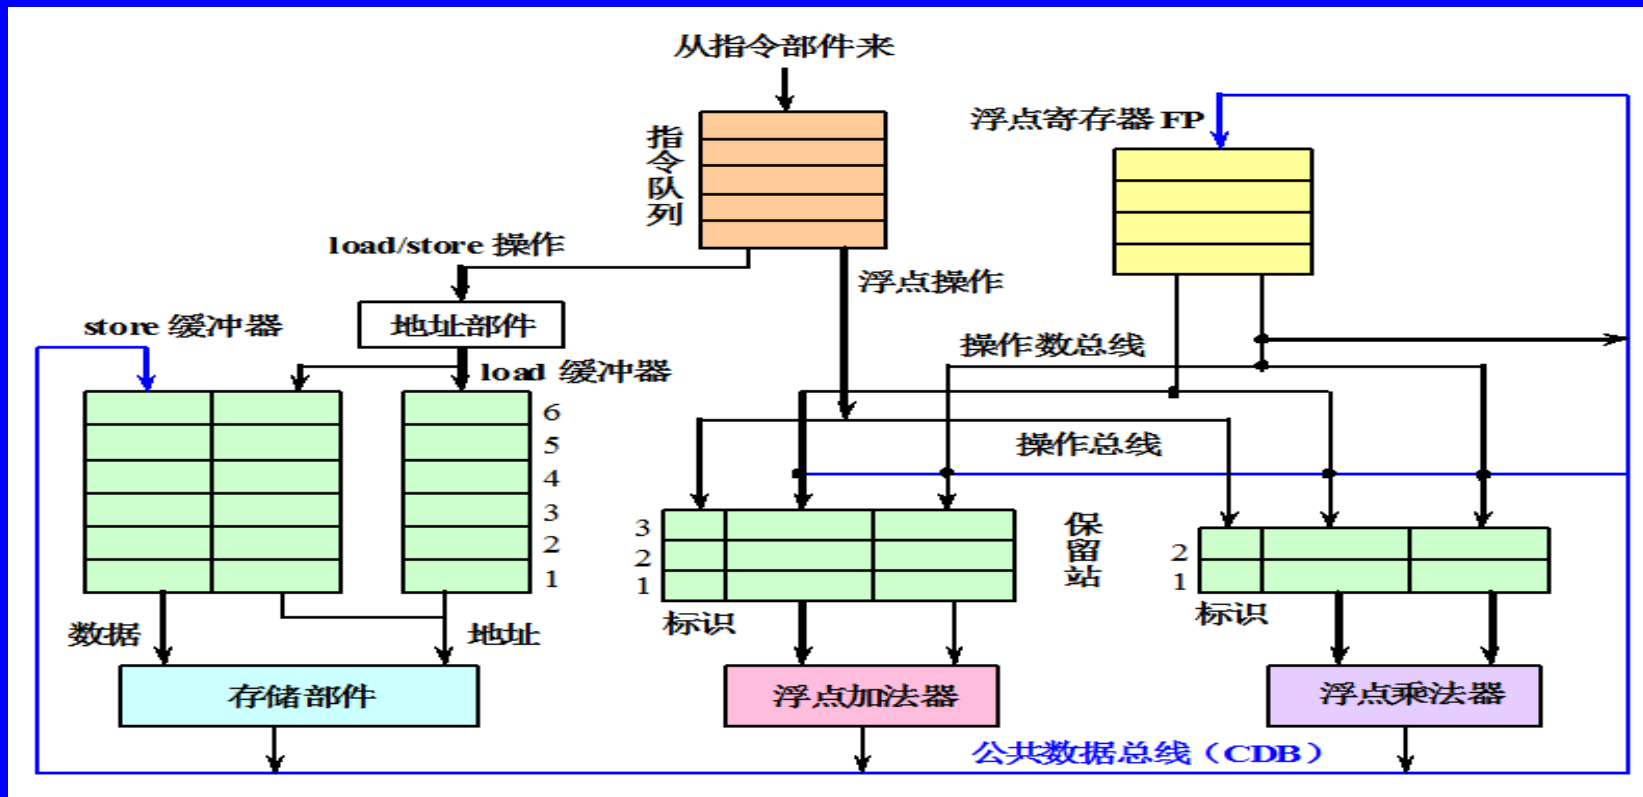 从指令部件来
浮点寄存器 FP
指令队列
load/store 操作
浮点操作
store 缓冲器
地址部件
操作数总线
load 缓冲器
6
5
4
3
2
1
操作总线
3
2
1
保留站
2
1
标识
标识
数据
地址
存储部件
浮点加法器
浮点乘法器
公共数据总线（CDB）